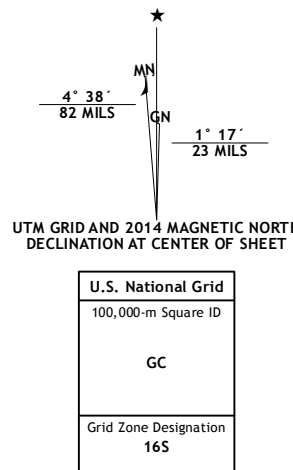 ★
MN
4° 38´
82 MILS
GN
1° 17´
23 MILS
UTM GRID AND 2014 MAGNETIC NORT
DECLINATION AT CENTER OF SHEET
U.S. National Grid
100,000-m Square ID
GC
Grid Zone Designation
16S